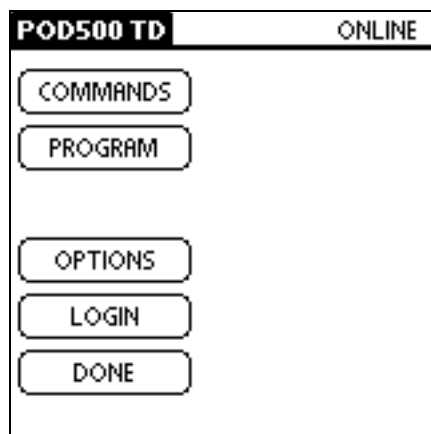 POD500 TD ONLINE
COMMANDS
PROGRAM
OPTIONS
LOGIN
DONE